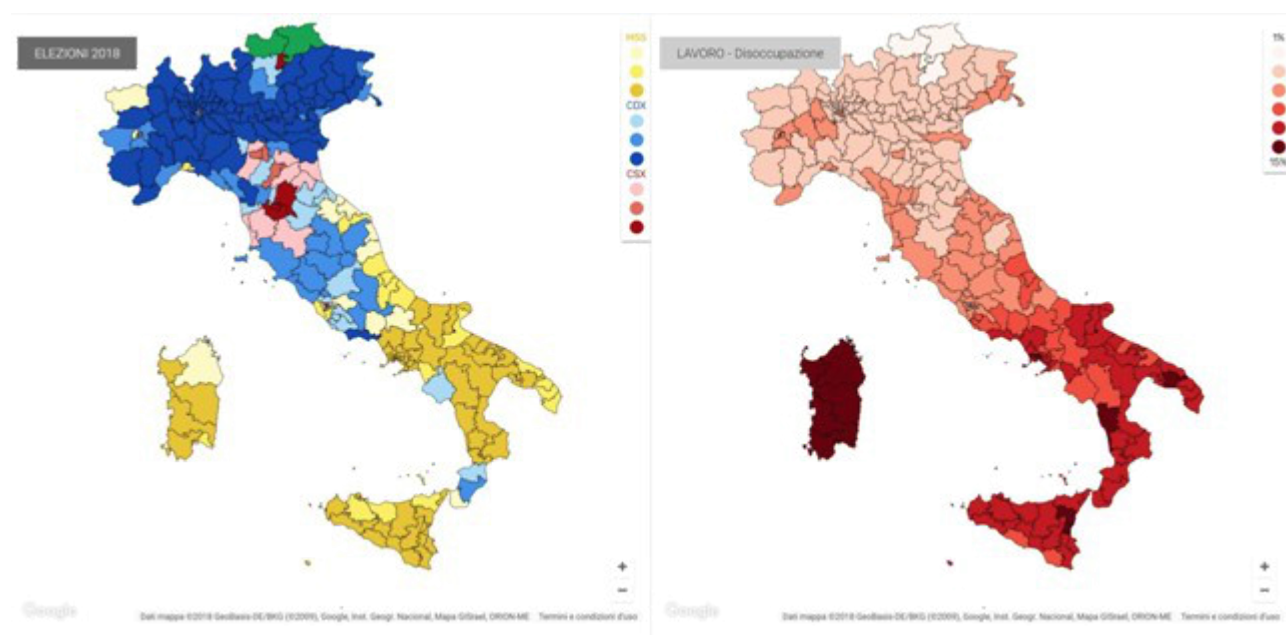 ELEZIONI 2018
M5S
CDX
CSX
+
−
Google
Dati mappa ©2018 GeoBasis-DE/BKG (©2009), Google, Inst. Geogr. Nacional, Mapa GISrael, ORION-ME Termini e condizioni d'uso
LAVORO - Disoccupazione
1%
15%
+
−
Google
Dati mappa ©2018 GeoBasis-DE/BKG (©2009), Google, Inst. Geogr. Nacional, Mapa GISrael, ORION-ME Termini e condizioni d'uso